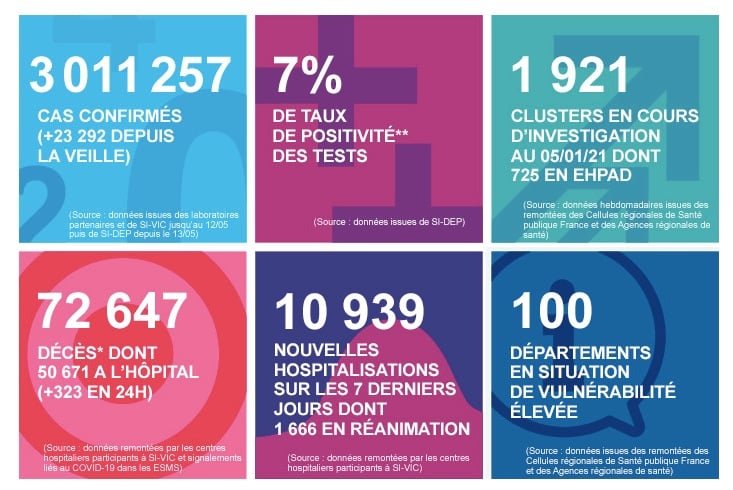 3 011 257
CAS CONFIRMÉS
(+23 292 DEPUIS
LA VEILLE)
(Source : données issues des laboratoires
partenaires et de SI-VIC jusqu'au 12/05
puis de SI-DEP depuis le 13/05)
7%
DE TAUX
DE POSITIVITÉ**
DES TESTS
(Source : données issues de SI-DEP)
1 921
CLUSTERS EN COURS
D'INVESTIGATION
AU 05/01/21 DONT
725 EN EHPAD
(Source : données hebdomadaires issues des
remontées des Cellules régionales de Santé
publique France et des Agences régionales de
santé)
72 647
DÉCÈS* DONT
50 671 A L'HÔPITAL
(+323 EN 24H)
(Source : données remontées par les centres
hospitaliers participants à SI-VIC et signalements
liée au COVID-19 dans les ESMS)
10 939
NOUVELLES
HOSPITALISATIONS
SUR LES 7 DERNIERS
JOURS DONT
1 666 EN RÉANIMATION
(Source : données remontées par les centres
hospitaliers participants à SI-VIC)
100
DÉPARTEMENTS
EN SITUATION
DE VULNÉRABILITÉ
ÉLEVÉE
(Source : données issues des remontées des
Cellules régionales de Santé publique France
et des Agences régionales de santé)